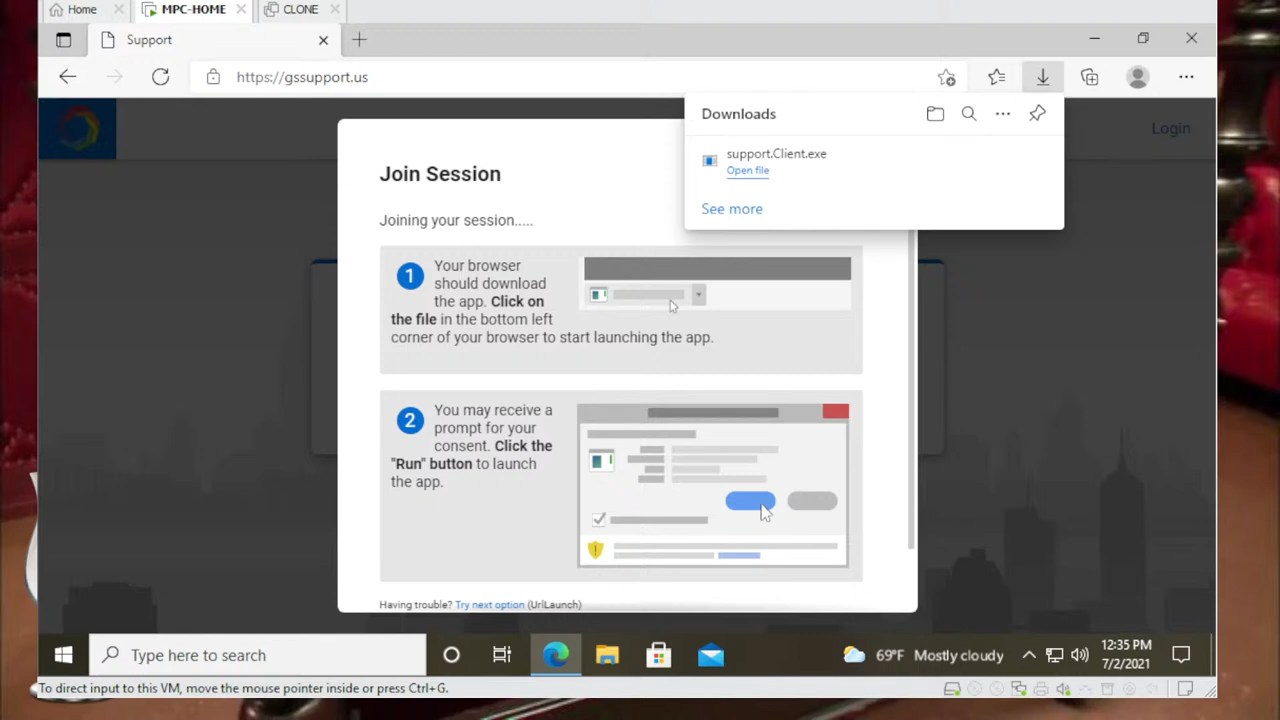 Home
MPC-HOME
CLONE
Support
https://gssupport.us
Downloads
support.Client.exe
Open file
See more
Login
Join Session
Joining your session.....
1
Your browser
should download
the app. Click on
the file in the bottom left
corner of your browser to start launching the app.
2
You may receive a
prompt for your
consent. Click the
"Run" button to launch
the app.
Having trouble? Try next option (UrlLaunch)
Type here to search
69°F Mostly cloudy
12:35 PM
7/2/2021
To direct input to this VM, move the mouse pointer inside or press Ctrl+G.